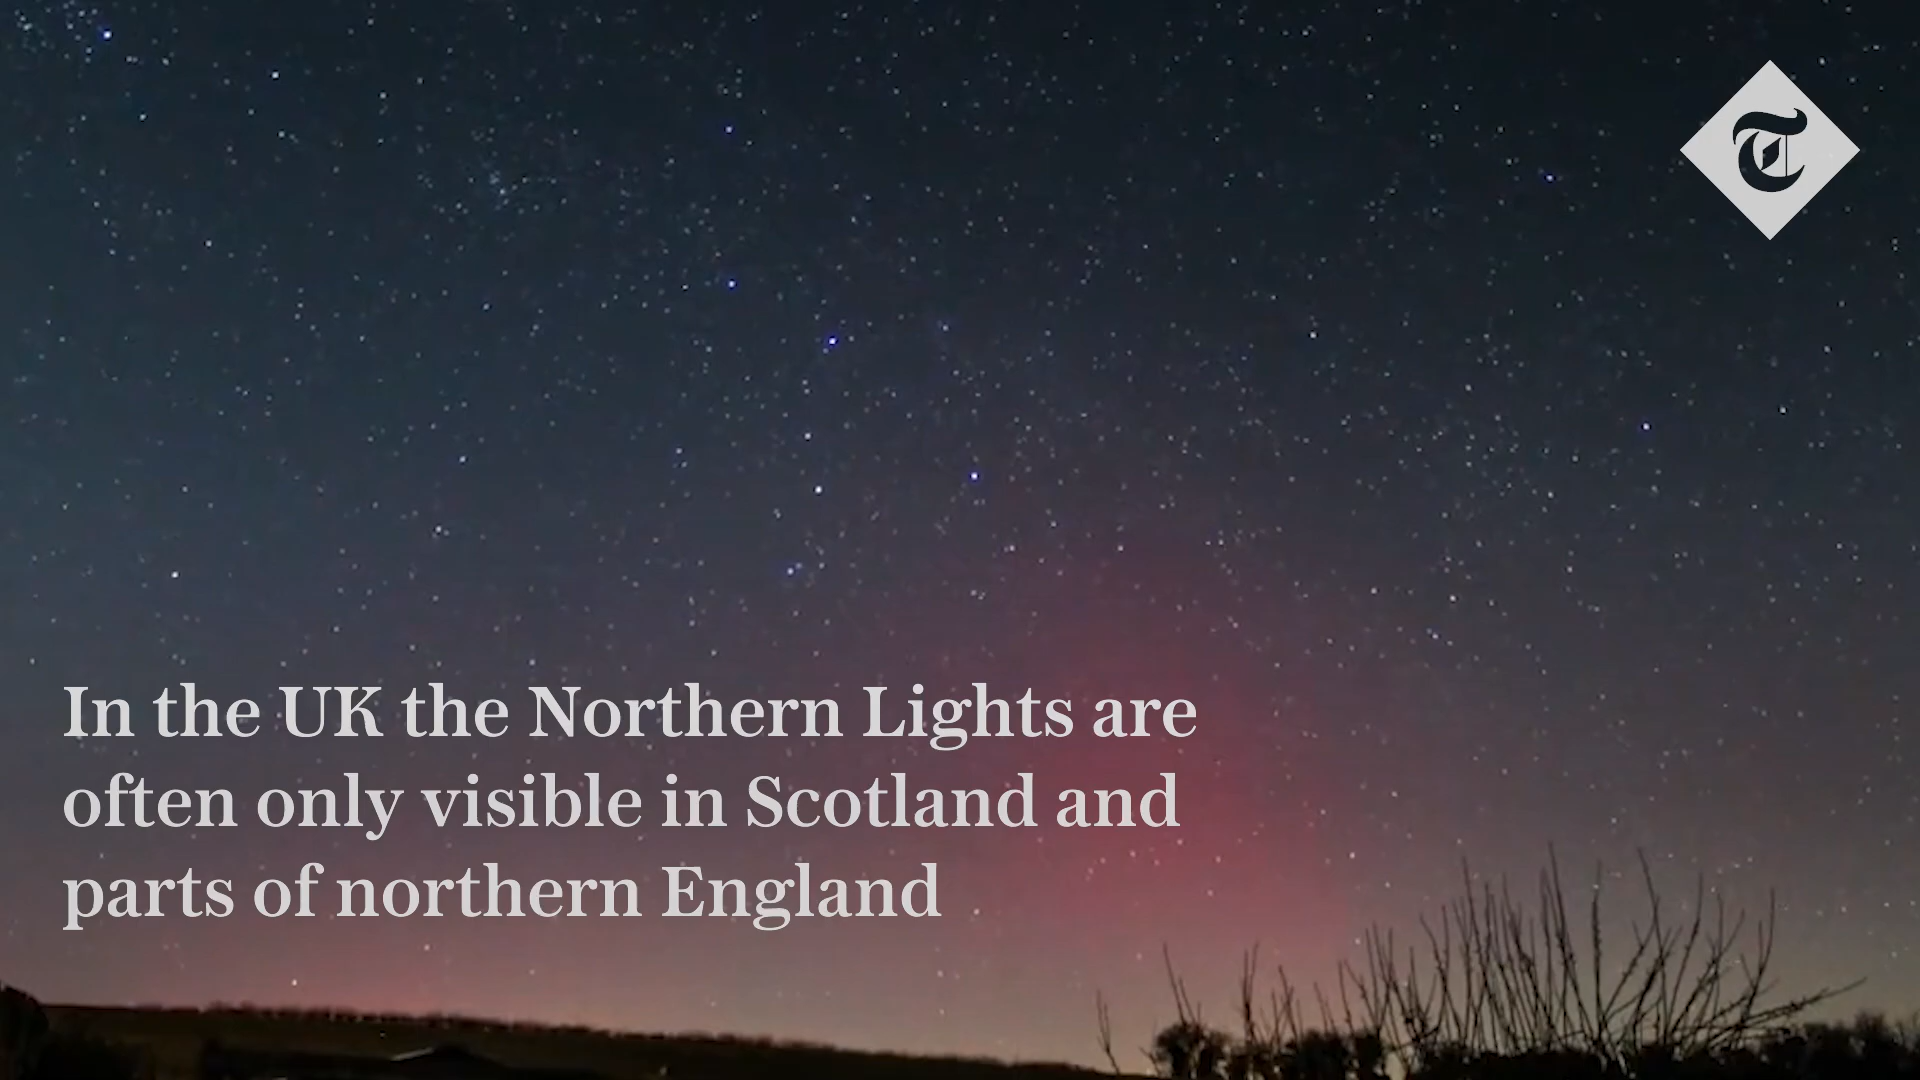 T
In the UK the Northern Lights are
often only visible in Scotland and
parts of northern England